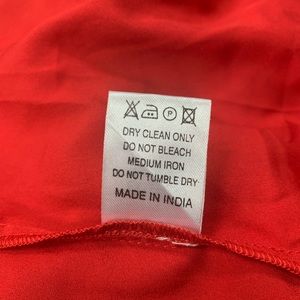 P
DRY CLEAN ONLY
DO NOT BLEACH
MEDIUM IRON
DO NOT TUMBLE DRY
MADE IN INDIA